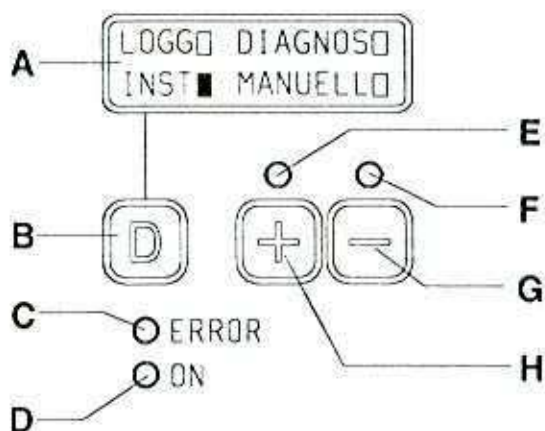 A
LOGG DIAGNOS
INST MANUELL
E
F
B
D
+ −
G
C
ERROR
H
D
ON